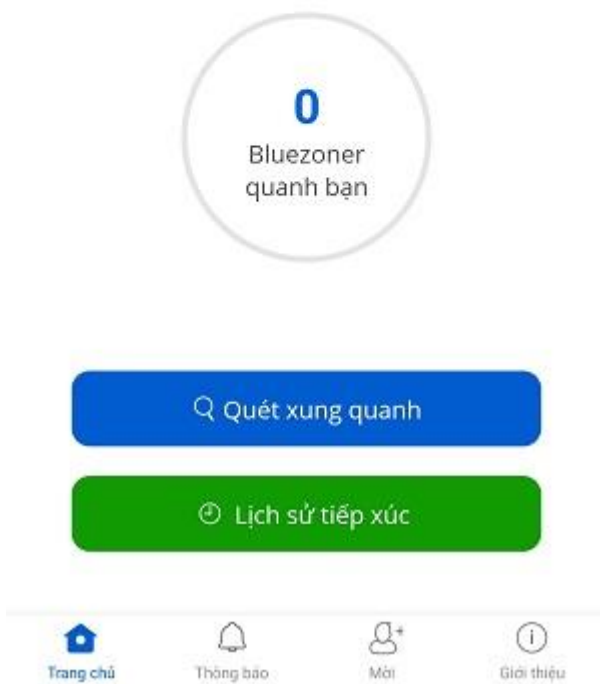 0
Bluezoner
quanh bạn
Quét xung quanh
Lịch sử tiếp xúc
Trang chủ Thông báo Mời Giới thiệu